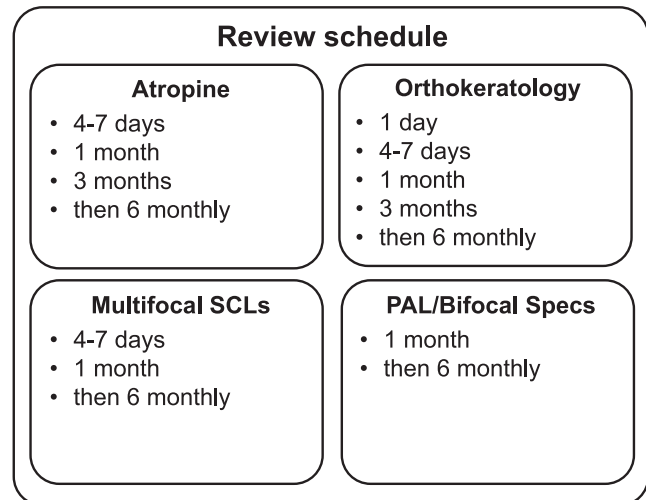 Review schedule
Atropine
• 4-7 days
• 1 month
• 3 months
• then 6 monthly
Orthokeratology
• 1 day
• 4-7 days
• 1 month
• 3 months
• then 6 monthly
Multifocal SCLs
• 4-7 days
• 1 month
• then 6 monthly
PAL/Bifocal Specs
• 1 month
• then 6 monthly